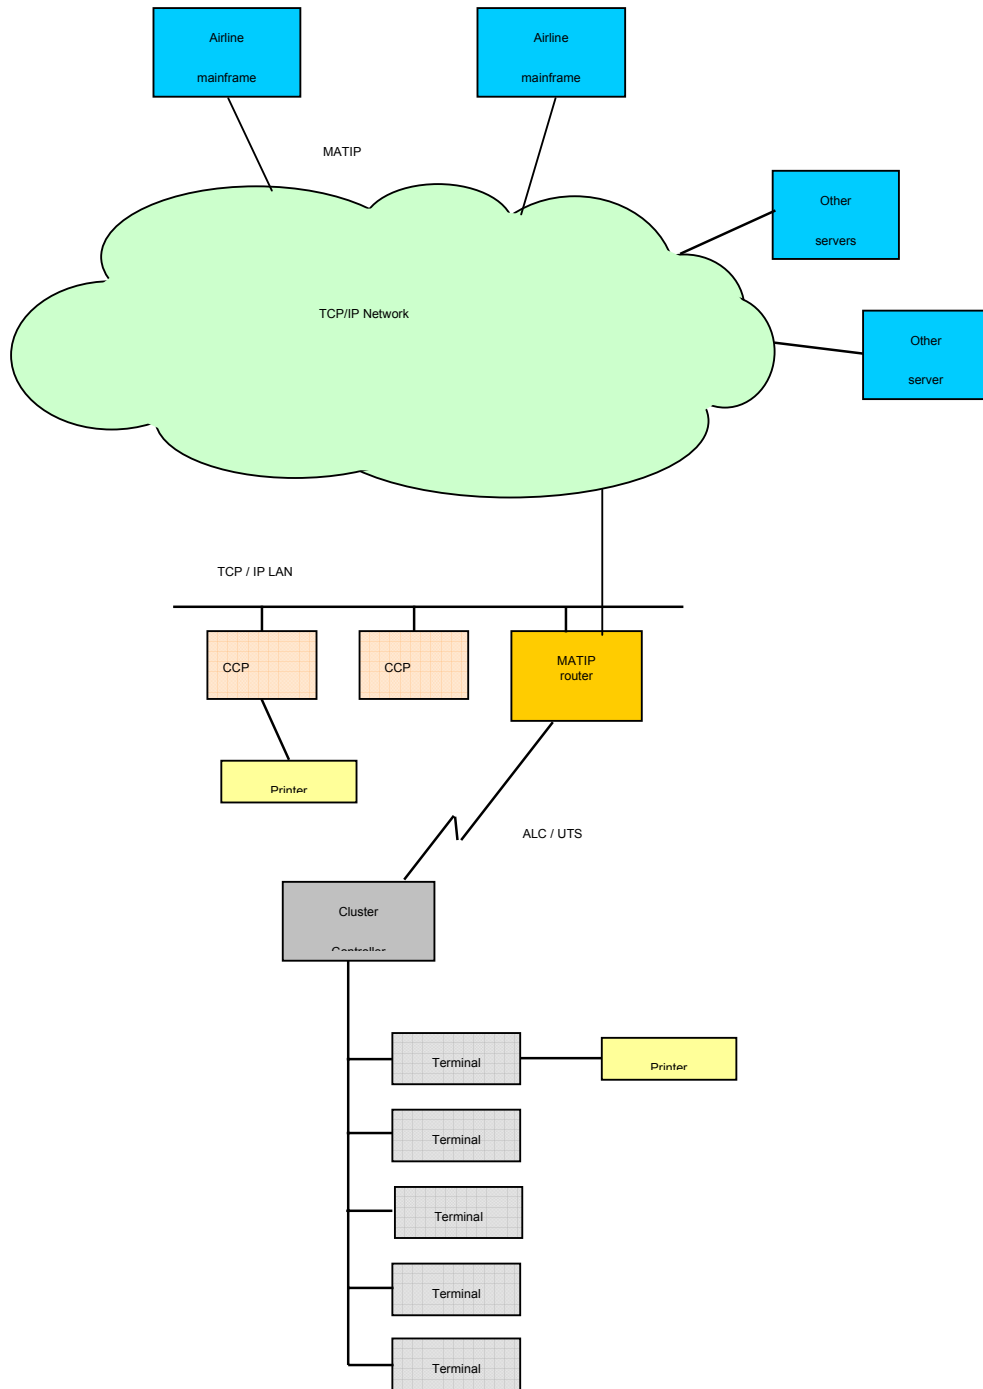 Airline
mainframe
Airline
mainframe
MATIP
Other
servers
TCP/IP Network
Other
server
TCP / IP LAN
CCP
CCP
MATIP
router
Printer
ALC / UTS
Cluster
Controller
Terminal
Printer
Terminal
Terminal
Terminal
Terminal